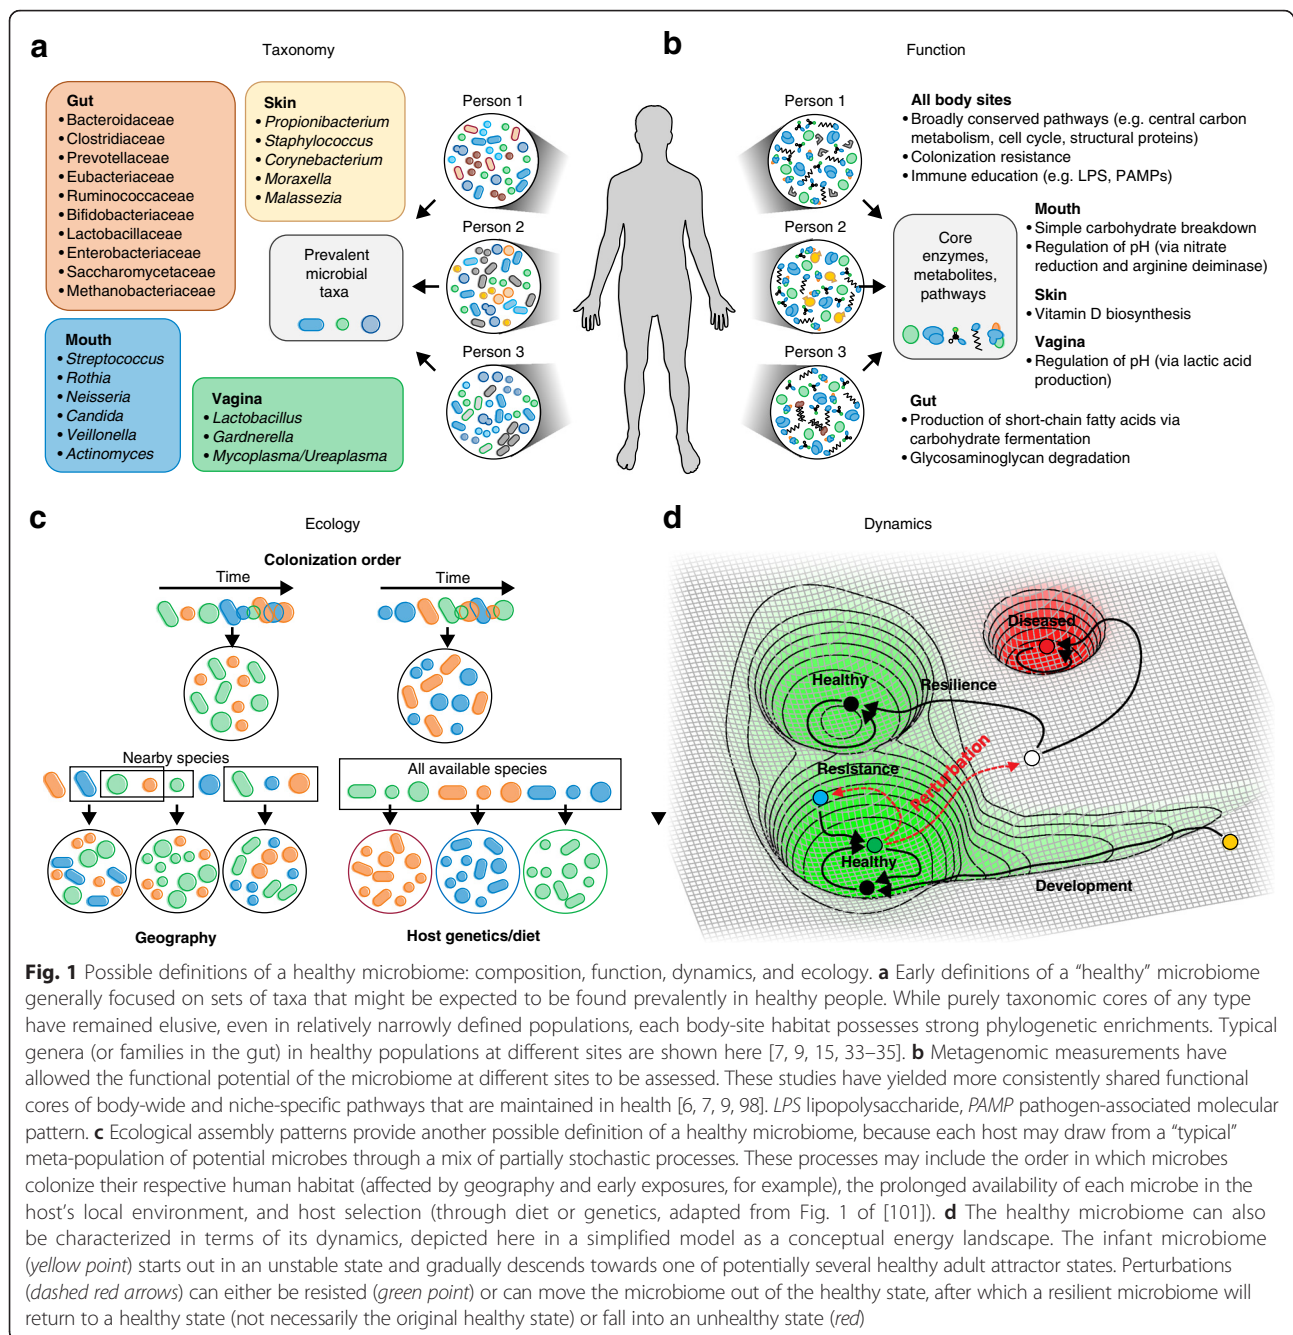 a
Taxonomy
Gut
• Bacteroidaceae
• Clostridiaceae
• Prevotellaceae
• Eubacteriaceae
• Ruminococcaceae
• Bifidobacteriaceae
• Lactobacillaceae
• Enterobacteriaceae
• Saccharomycetaceae
• Methanobacteriaceae
Skin
• Propionibacterium
• Staphylococcus
• Corynebacterium
• Moraxella
• Malassezia
Prevalent
microbial
taxa
Mouth
• Streptococcus
• Rothia
• Neisseria
• Candida
• Veillonella
• Actinomyces
Vagina
• Lactobacillus
• Gardnerella
• Mycoplasma/Ureaplasma
Person 1
Person 2
Person 3
b
Function
Person 1
Person 2
Person 3
Core
enzymes,
metabolites,
pathways
All body sites
• Broadly conserved pathways (e.g. central carbon
metabolism, cell cycle, structural proteins)
• Colonization resistance
• Immune education (e.g. LPS, PAMPs)
Mouth
• Simple carbohydrate breakdown
• Regulation of pH (via nitrate
reduction and arginine deiminase)
Skin
• Vitamin D biosynthesis
Vagina
• Regulation of pH (via lactic acid
production)
Gut
• Production of short-chain fatty acids via
carbohydrate fermentation
• Glycosaminoglycan degradation
c
Ecology
Colonization order
Time
Time
Nearby species
All available species
Geography
Host genetics/diet
d
Dynamics
Diseased
Healthy
Resilience
Resistance
Perturbation
Healthy
Development
Fig. 1 Possible definitions of a healthy microbiome: composition, function, dynamics, and ecology. a Early definitions of a “healthy” microbiome
generally focused on sets of taxa that might be expected to be found prevalently in healthy people. While purely taxonomic cores of any type
have remained elusive, even in relatively narrowly defined populations, each body-site habitat possesses strong phylogenetic enrichments. Typical
genera (or families in the gut) in healthy populations at different sites are shown here [7, 9, 15, 33–35]. b Metagenomic measurements have
allowed the functional potential of the microbiome at different sites to be assessed. These studies have yielded more consistently shared functional
cores of body-wide and niche-specific pathways that are maintained in health [6, 7, 9, 98]. LPS lipopolysaccharide, PAMP pathogen-associated molecular
pattern. c Ecological assembly patterns provide another possible definition of a healthy microbiome, because each host may draw from a “typical”
meta-population of potential microbes through a mix of partially stochastic processes. These processes may include the order in which microbes
colonize their respective human habitat (affected by geography and early exposures, for example), the prolonged availability of each microbe in the
host’s local environment, and host selection (through diet or genetics, adapted from Fig. 1 of [101]). d The healthy microbiome can also
be characterized in terms of its dynamics, depicted here in a simplified model as a conceptual energy landscape. The infant microbiome
(yellow point) starts out in an unstable state and gradually descends towards one of potentially several healthy adult attractor states. Perturbations
(dashed red arrows) can either be resisted (green point) or can move the microbiome out of the healthy state, after which a resilient microbiome will
return to a healthy state (not necessarily the original healthy state) or fall into an unhealthy state (red)